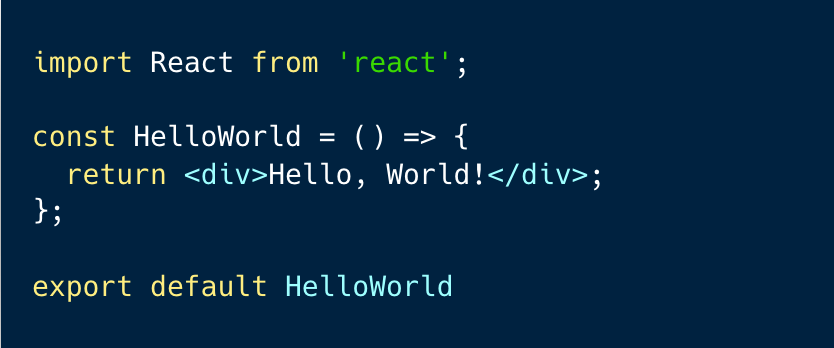 import React from 'react';
const HelloWorld = () => {
  return <div>Hello, World!</div>;
};
export default HelloWorld